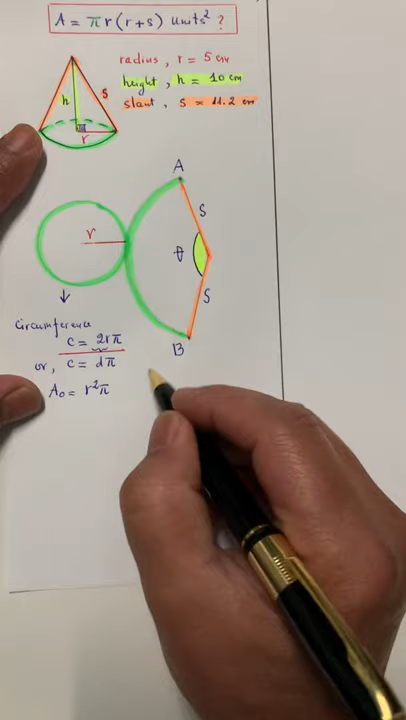 A = πr(r+s) units² ?
radius, r = 5 cm
height, h = 10 cm
slant, s ≈ 11.2 cm
h
s
r
A
s
r
θ
s
B
circumference
c = 2rπ
or, c = dπ
A₀ = r²π